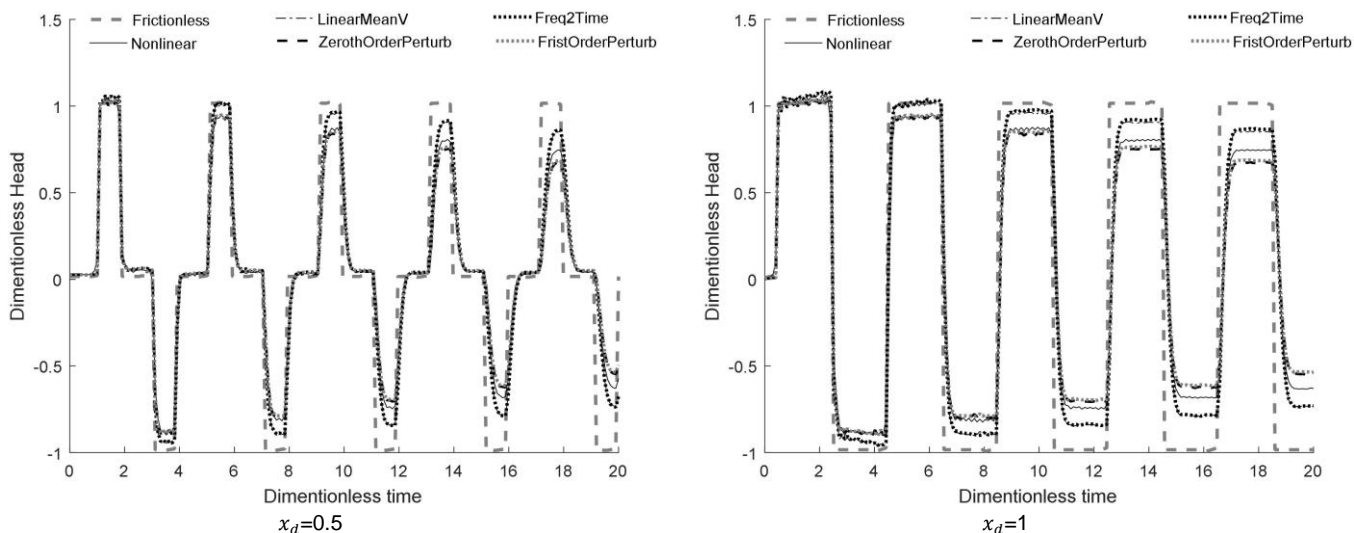 1.5
Frictionless LinearMeanV Freq2Time
Nonlinear ZerothOrderPerturb FristOrderPerturb
1
0.5
0
-0.5
-1
0 2 4 6 8 10 12 14 16 18 20
Dimentionless Head
Dimentionless time
x_d=0.5
1.5
Frictionless LinearMeanV Freq2Time
Nonlinear ZerothOrderPerturb FristOrderPerturb
1
0.5
0
-0.5
-1
0 2 4 6 8 10 12 14 16 18 20
Dimentionless Head
Dimentionless time
x_d=1